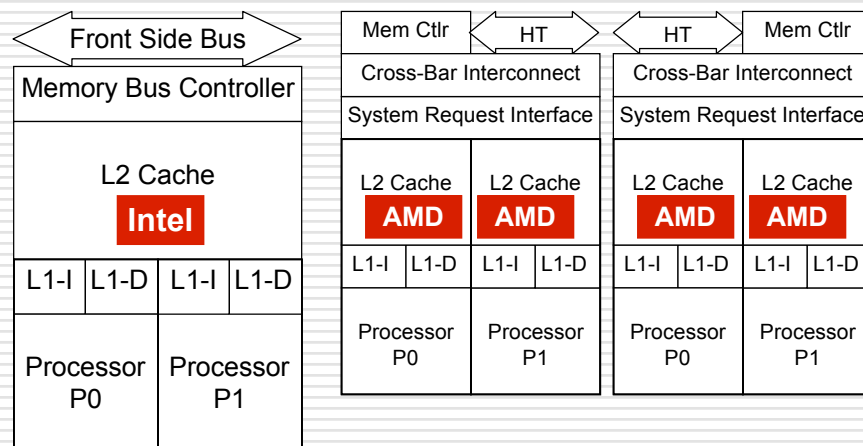 Front Side Bus
Memory Bus Controller
L2 Cache
Intel
L1-I L1-D L1-I L1-D
Processor Processor
P0 P1
Mem Ctlr HT
Cross-Bar Interconnect
System Request Interface
L2 Cache L2 Cache
AMD AMD
L1-I L1-D L1-I L1-D
Processor Processor
P0 P1
HT Mem Ctlr
Cross-Bar Interconnect
System Request Interface
L2 Cache L2 Cache
AMD AMD
L1-I L1-D L1-I L1-D
Processor Processor
P0 P1